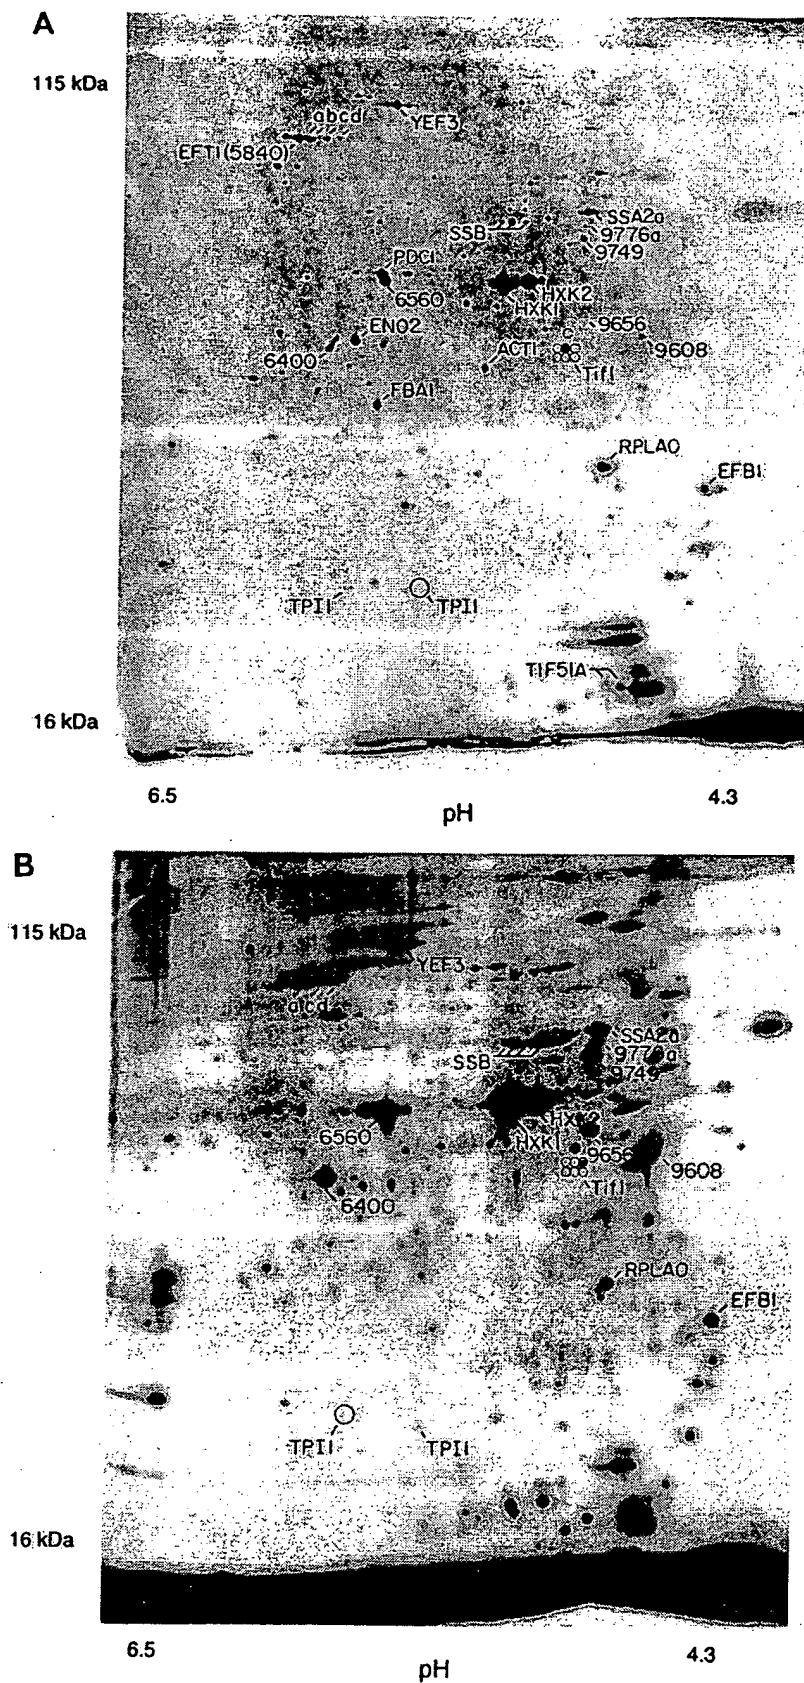 A
115 kDa
abcd
YEF3
EFT1(5840)
SSA2a
SSB
9776a
9749
PDC1
HXK2
6560
HXK1
ENO2
9656
6400
ACT1
9608
Tif1
FBA1
RPLA0
EFB1
TPI1
TPI1
TIF51A
16 kDa
6.5
4.3
pH
B
115 kDa
YEF3
abcd
SSA2a
SSB
9776a
9749
HXK2
6560
HXK1
9656
9608
6400
Tif1
RPLA0
EFB1
TPI1
TPI1
16 kDa
6.5
4.3
pH